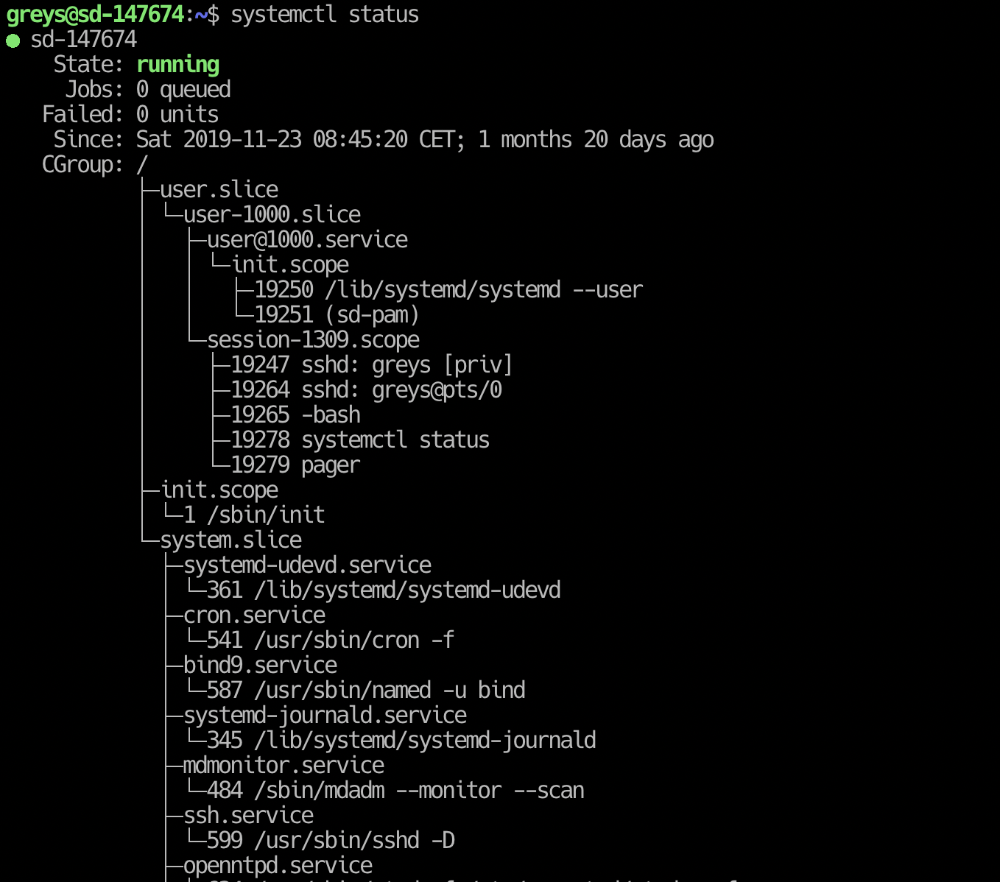 greys@sd-147674:~$ systemctl status
● sd-147674
    State: running
     Jobs: 0 queued
   Failed: 0 units
    Since: Sat 2019-11-23 08:45:20 CET; 1 months 20 days ago
   CGroup: /
           ├─user.slice
           │ └─user-1000.slice
           │   ├─user@1000.service
           │   │ └─init.scope
           │   │   ├─19250 /lib/systemd/systemd --user
           │   │   └─19251 (sd-pam)
           │   └─session-1309.scope
           │     ├─19247 sshd: greys [priv]
           │     ├─19264 sshd: greys@pts/0
           │     ├─19265 -bash
           │     ├─19278 systemctl status
           │     └─19279 pager
           ├─init.scope
           │ └─1 /sbin/init
           └─system.slice
             ├─systemd-udevd.service
             │ └─361 /lib/systemd/systemd-udevd
             ├─cron.service
             │ └─541 /usr/sbin/cron -f
             ├─bind9.service
             │ └─587 /usr/sbin/named -u bind
             ├─systemd-journald.service
             │ └─345 /lib/systemd/systemd-journald
             ├─mdmonitor.service
             │ └─484 /sbin/mdadm --monitor --scan
             ├─ssh.service
             │ └─599 /usr/sbin/sshd -D
             ├─openntpd.service